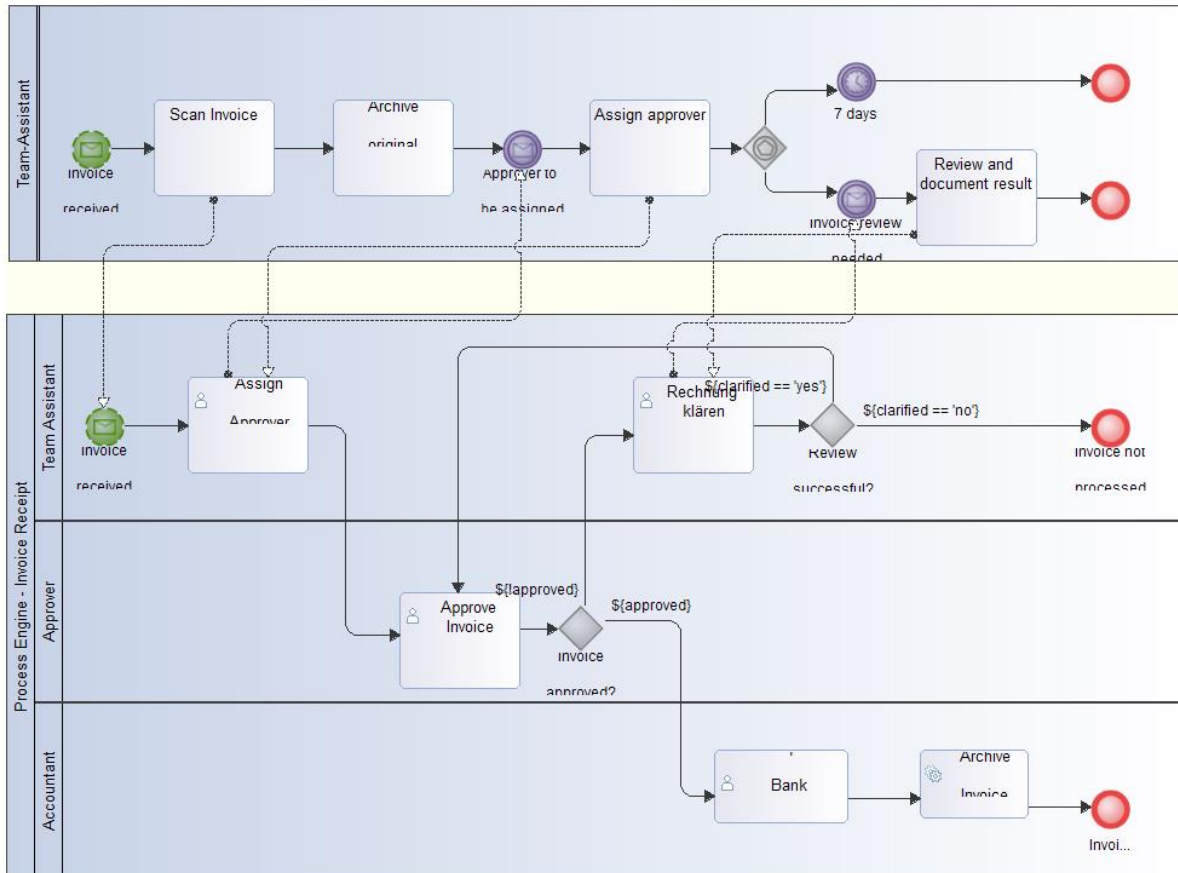 Team-Assistant
Invoice
received
Scan Invoice
Archive
original
Approver to
be assigned
Assign approver
7 days
Invoice review
needed
Review and
document result
Process Engine - Invoice Receipt
Team Assistant
Invoice
received
Assign
Approver
Rechnung
klären
${clarified == 'yes'}
Review
successful?
${clarified == 'no'}
Invoice not
processed
Approver
Approve
Invoice
${!approved}
Invoice
approved?
${approved}
Accountant
Bank
Archive
Invoice
Invoi...